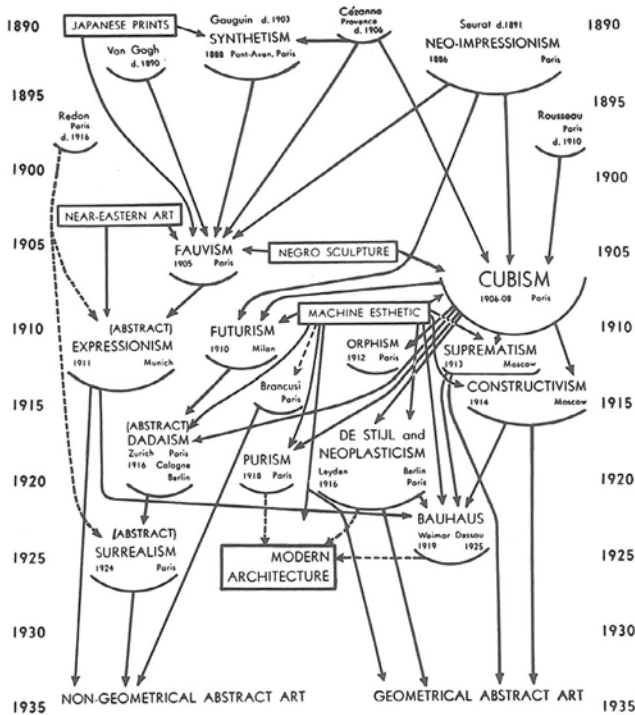 1890
JAPANESE PRINTS
Van Gogh
d. 1890
Gauguin d. 1903
SYNTHETISM
1888 Pont-Aven, Paris
Cézanne
Provence
d. 1906
Seurat d.1891
NEO-IMPRESSIONISM
1886 Paris
1890
1895
1895
Redon
Paris
d. 1916
Rousseau
Paris
d. 1910
1900
1900
NEAR-EASTERN ART
1905
FAUVISM
1905 Paris
NEGRO SCULPTURE
1905
CUBISM
1906-08 Paris
1910
(ABSTRACT)
EXPRESSIONISM
1911 Munich
FUTURISM
1910 Milan
MACHINE ESTHETIC
ORPHISM
1912 Paris
SUPREMATISM
1913 Moscow
1910
Brancusi
Paris
CONSTRUCTIVISM
1914 Moscow
1915
1915
(ABSTRACT)
DADAISM
Zurich Paris
1916 Cologne
Berlin
PURISM
1918 Paris
DE STIJL and
NEOPLASTICISM
Leyden Berlin
1916 Paris
1920
1920
BAUHAUS
Weimar Dessau
1919 1925
(ABSTRACT)
SURREALISM
1924 Paris
1925
MODERN
ARCHITECTURE
1925
1930
1930
1935
NON-GEOMETRICAL ABSTRACT ART
GEOMETRICAL ABSTRACT ART
1935